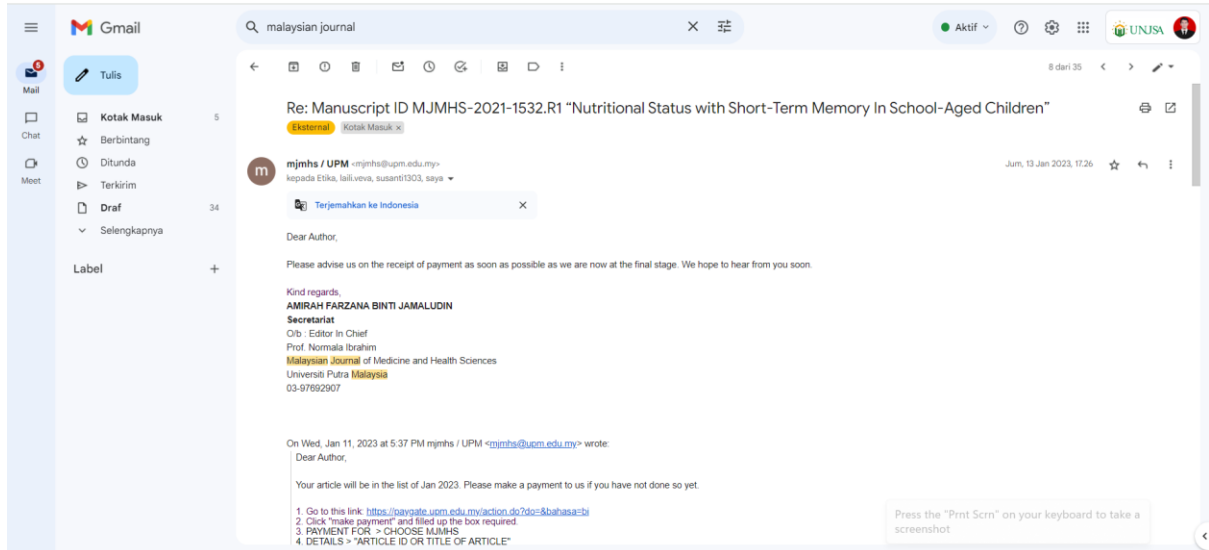 Gmail
malaysian journal
Aktif
UNJSA
5
Mail
Chat
Meet
Tulis
Kotak Masuk 5
Berbintang
Ditunda
Terkirim
Draf 34
Selengkapnya
Label
8 dari 35
Re: Manuscript ID MJMHS-2021-1532.R1 “Nutritional Status with Short-Term Memory In School-Aged Children”
Eksternal Kotak Masuk ×
m
mjmhs / UPM <mjmhs@upm.edu.my>
Jum, 13 Jan 2023, 17.26
kepada Etika, laili.veva, susanti1303, saya
Terjemahkan ke Indonesia
Dear Author,
Please advise us on the receipt of payment as soon as possible as we are now at the final stage. We hope to hear from you soon.
Kind regards,
AMIRAH FARZANA BINTI JAMALUDIN
Secretariat
O/b : Editor In Chief
Prof. Normala Ibrahim
Malaysian Journal of Medicine and Health Sciences
Universiti Putra Malaysia
03-97692907
On Wed, Jan 11, 2023 at 5:37 PM mjmhs / UPM <mjmhs@upm.edu.my> wrote:
Dear Author,
Your article will be in the list of Jan 2023. Please make a payment to us if you have not done so yet.
1. Go to this link: https://paygate.upm.edu.my/action.do?do=&bahasa=bi
2. Click "make payment" and filled up the box required.
3. PAYMENT FOR > CHOOSE MJMHS
4. DETAILS > "ARTICLE ID OR TITLE OF ARTICLE"
Press the "Prnt Scrn" on your keyboard to take a
screenshot